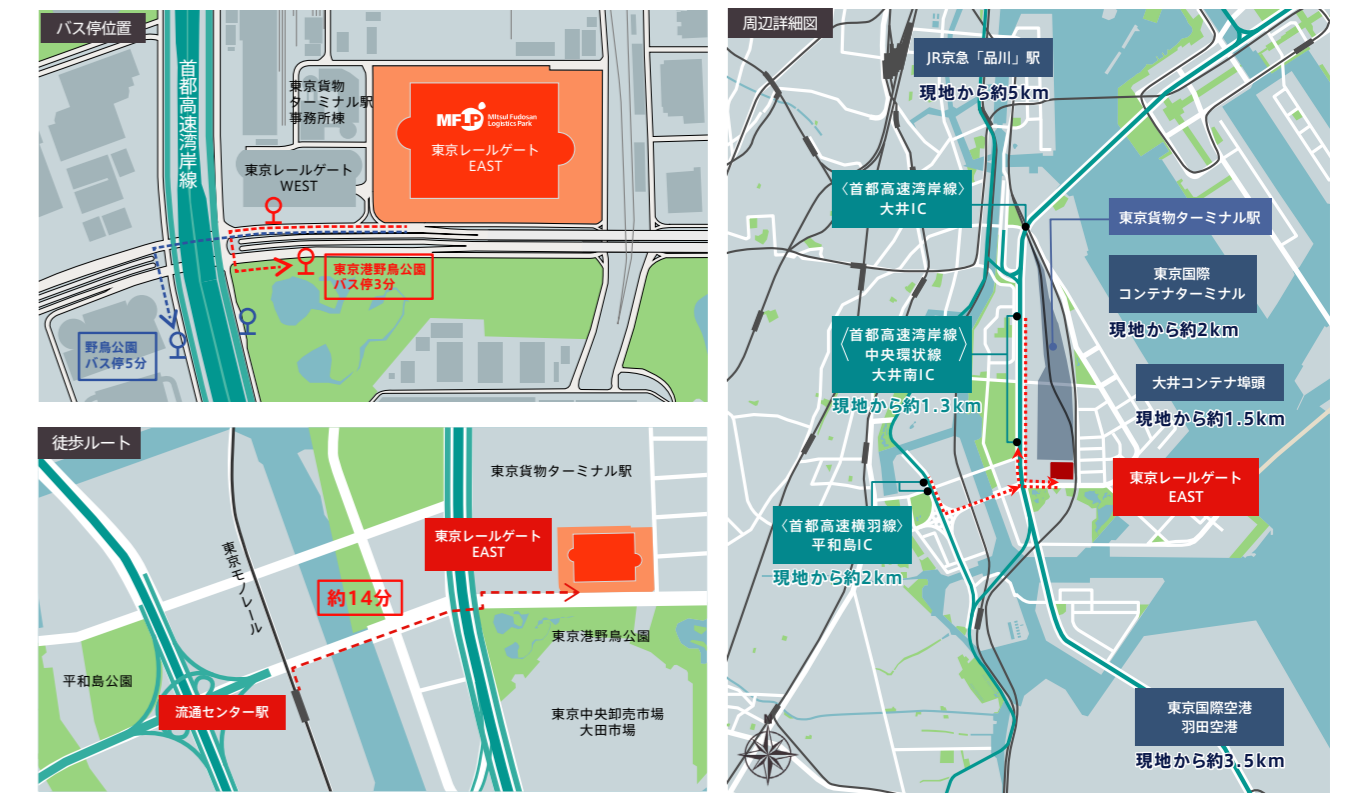 バス停位置
首都高速湾岸線
東京貨物
ターミナル駅
事務所棟
MFLP Mitsui Fudosan
Logistics Park
東京レールゲート
EAST
東京レールゲート
WEST
東京港野鳥公園
バス停3分
野鳥公園
バス停5分
徒歩ルート
東京貨物ターミナル駅
東京レールゲート
EAST
東京モノレール
約14分
東京港野鳥公園
平和島公園
流通センター駅
東京中央卸売市場
大田市場
周辺詳細図
JR京急「品川」駅
現地から約5km
〈首都高速湾岸線〉
大井IC
東京貨物ターミナル駅
東京国際
コンテナターミナル
現地から約2km
〈首都高速湾岸線
中央環状線〉
大井南IC
現地から約1.3km
大井コンテナ埠頭
現地から約1.5km
東京レールゲート
EAST
〈首都高速横羽線〉
平和島IC
現地から約2km
東京国際空港
羽田空港
現地から約3.5km